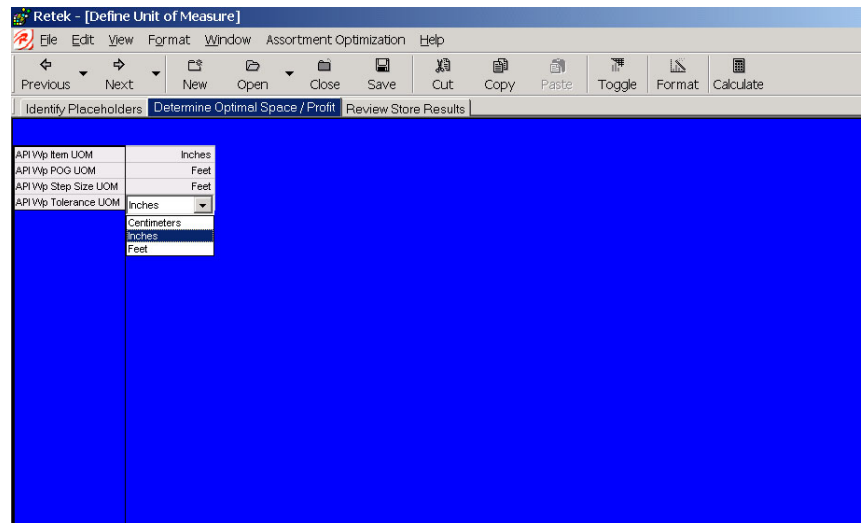 Retek - [Define Unit of Measure]
File Edit View Format Window Assortment Optimization Help
Previous Next New Open Close Save Cut Copy Paste Toggle Format Calculate
Identify Placeholders Determine Optimal Space / Profit Review Store Results
API Wp Item UOM Inches
API Wp POG UOM Feet
API Wp Step Size UOM Feet
API Wp Tolerance UOM Inches
Centimeters
Inches
Feet